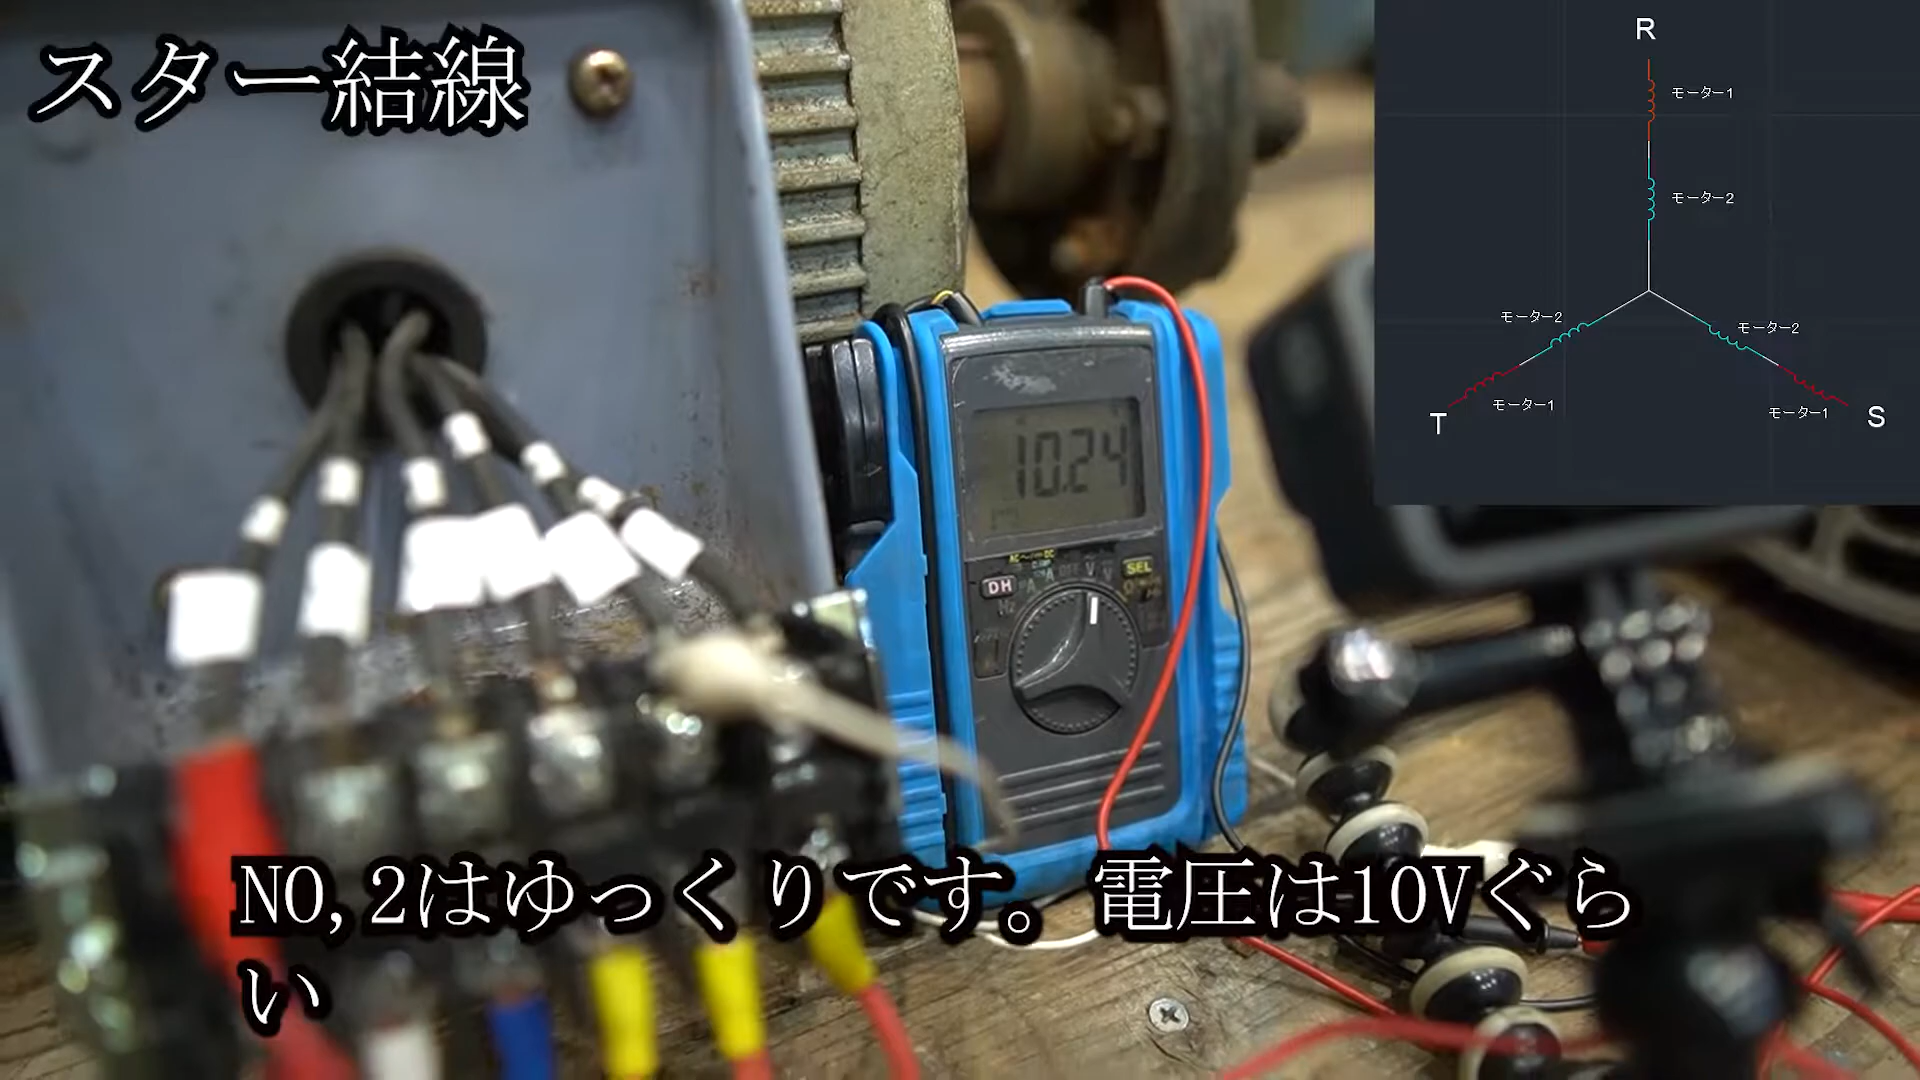 スター結線
R
モーター1
モーター2
モーター2
モーター2
モーター1
モーター1
T
S
10.24
DH
SEL
Hz
NO,2はゆっくりです。電圧は10Vぐら
い